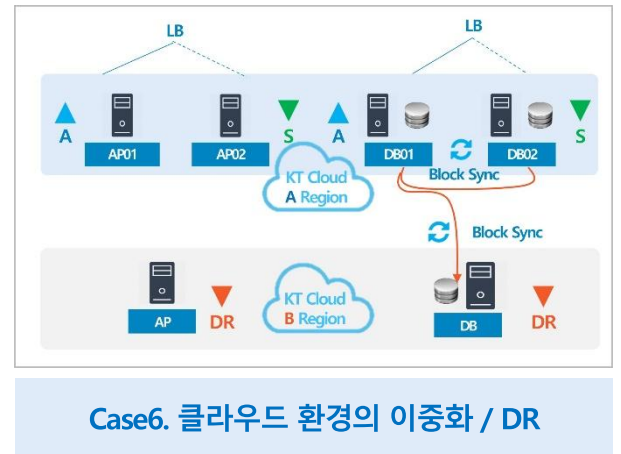 LB
LB
A
S
A
S
AP01
AP02
DB01
DB02
KT Cloud
A Region
Block Sync
Block Sync
KT Cloud
B Region
AP
DR
DB
DR
Case6. 클라우드 환경의 이중화 / DR